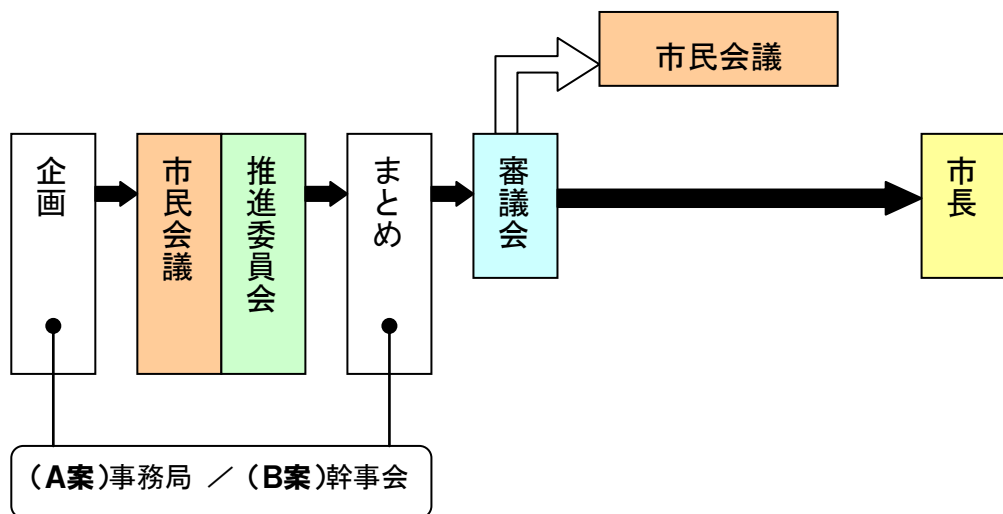 市民会議
企画
市民会議
推進委員会
まとめ
審議会
市長
(A案)事務局 ／ (B案)幹事会